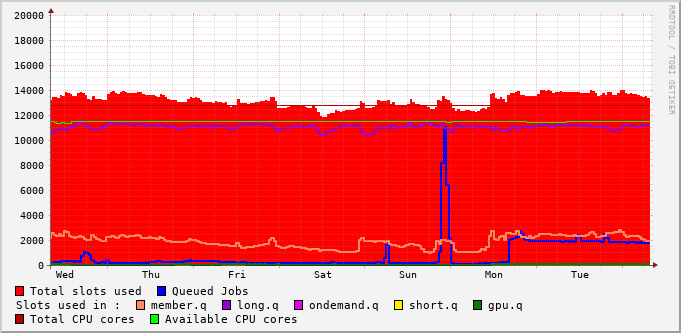 20000
18000
16000
14000
12000
10000
8000
6000
4000
2000
0
Wed Thu Fri Sat Sun Mon Tue
RRDTOOL / TOBI OETIKER
Total slots used Queued Jobs
Slots used in : member.q long.q ondemand.q short.q gpu.q
Total CPU cores Available CPU cores